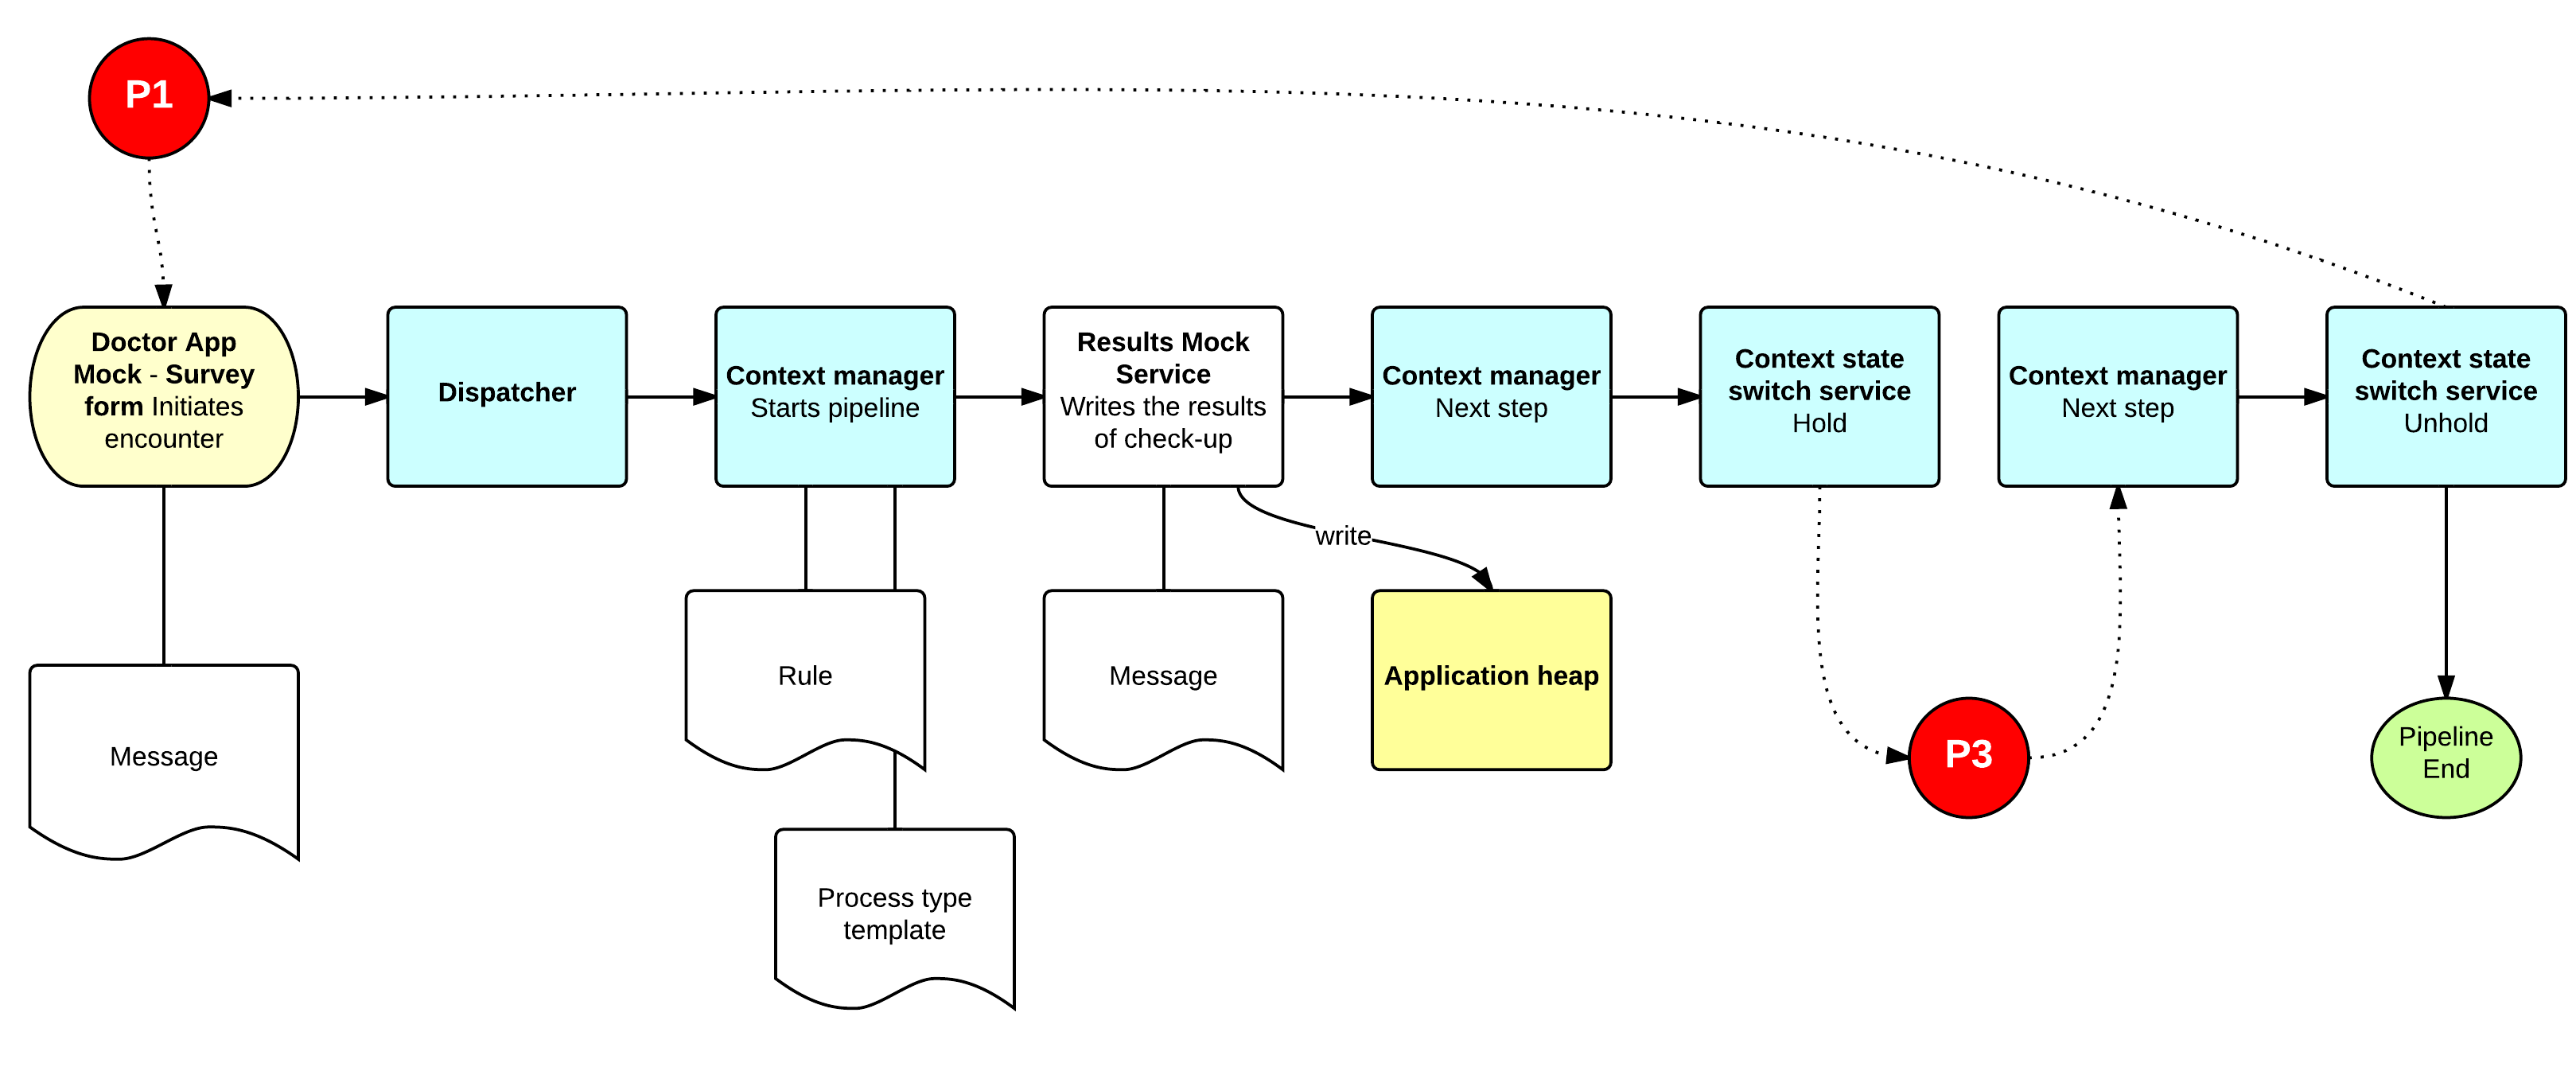 P1
Doctor App
Mock - Survey
form Initiates
encounter
Dispatcher
Context manager
Starts pipeline
Results Mock
Service
Writes the results
of check-up
Context manager
Next step
Context state
switch service
Hold
Context manager
Next step
Context state
switch service
Unhold
write
Message
Rule
Message
Application heap
P3
Pipeline
End
Process type
template